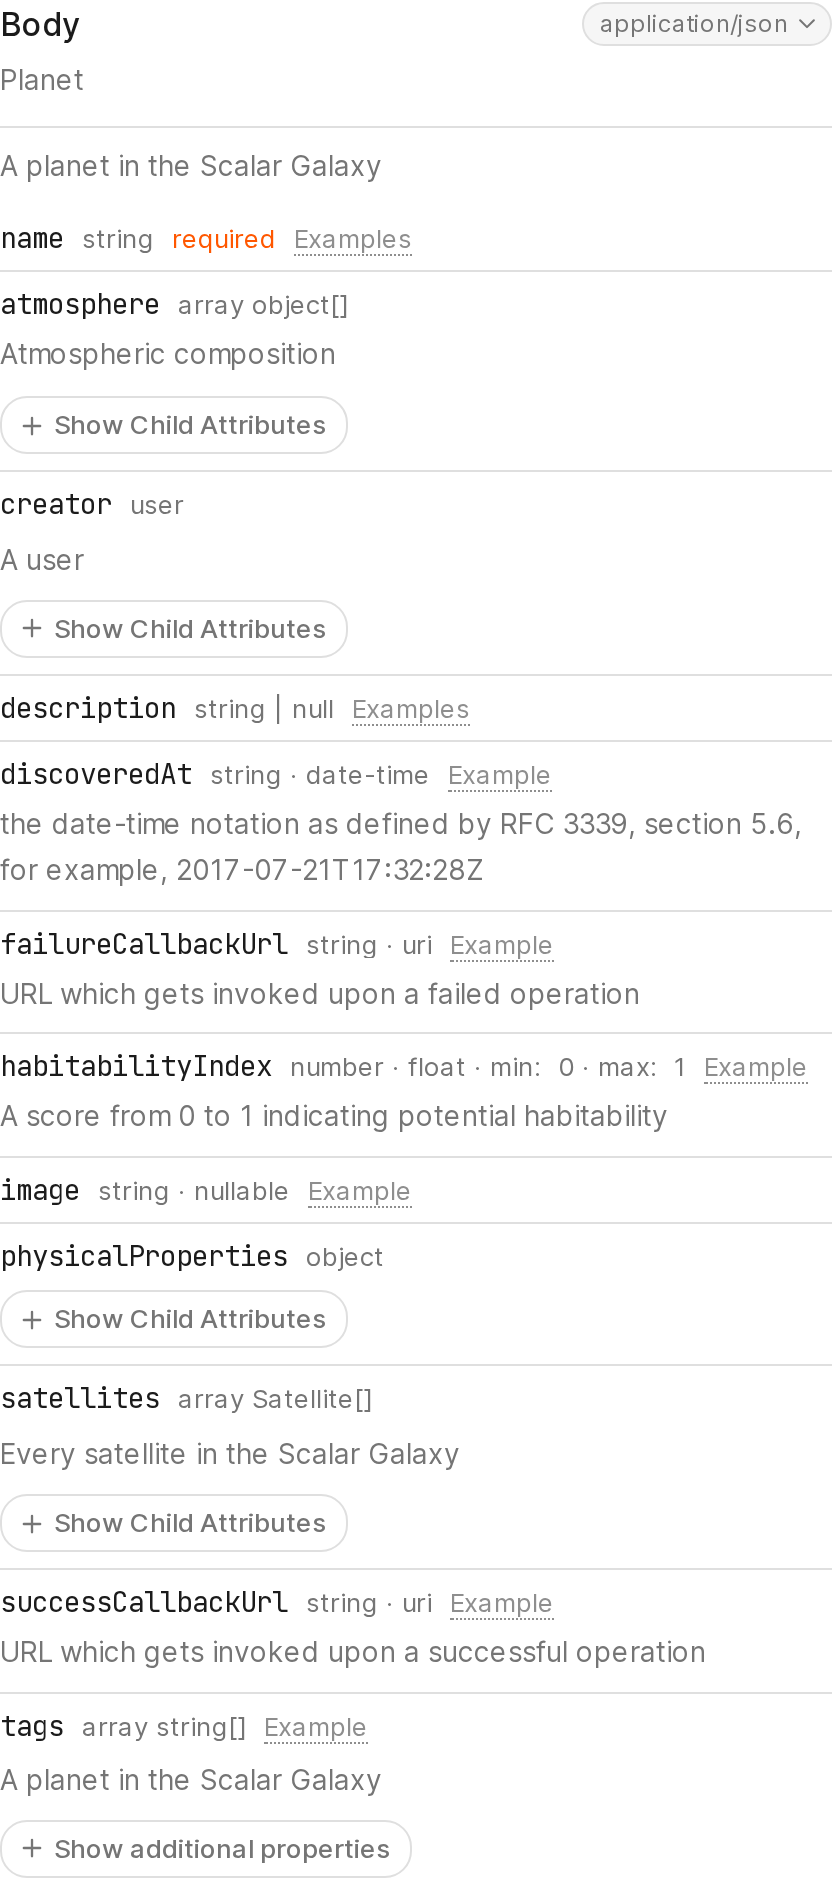 Body application/json
Planet
A planet in the Scalar Galaxy
name string required Examples
atmosphere array object[]
Atmospheric composition
+ Show Child Attributes
creator user
A user
+ Show Child Attributes
description string | null Examples
discoveredAt string · date-time Example
the date-time notation as defined by RFC 3339, section 5.6,
for example, 2017-07-21T17:32:28Z
failureCallbackUrl string · uri Example
URL which gets invoked upon a failed operation
habitabilityIndex number · float · min: 0 · max: 1 Example
A score from 0 to 1 indicating potential habitability
image string · nullable Example
physicalProperties object
+ Show Child Attributes
satellites array Satellite[]
Every satellite in the Scalar Galaxy
+ Show Child Attributes
successCallbackUrl string · uri Example
URL which gets invoked upon a successful operation
tags array string[] Example
A planet in the Scalar Galaxy
+ Show additional properties